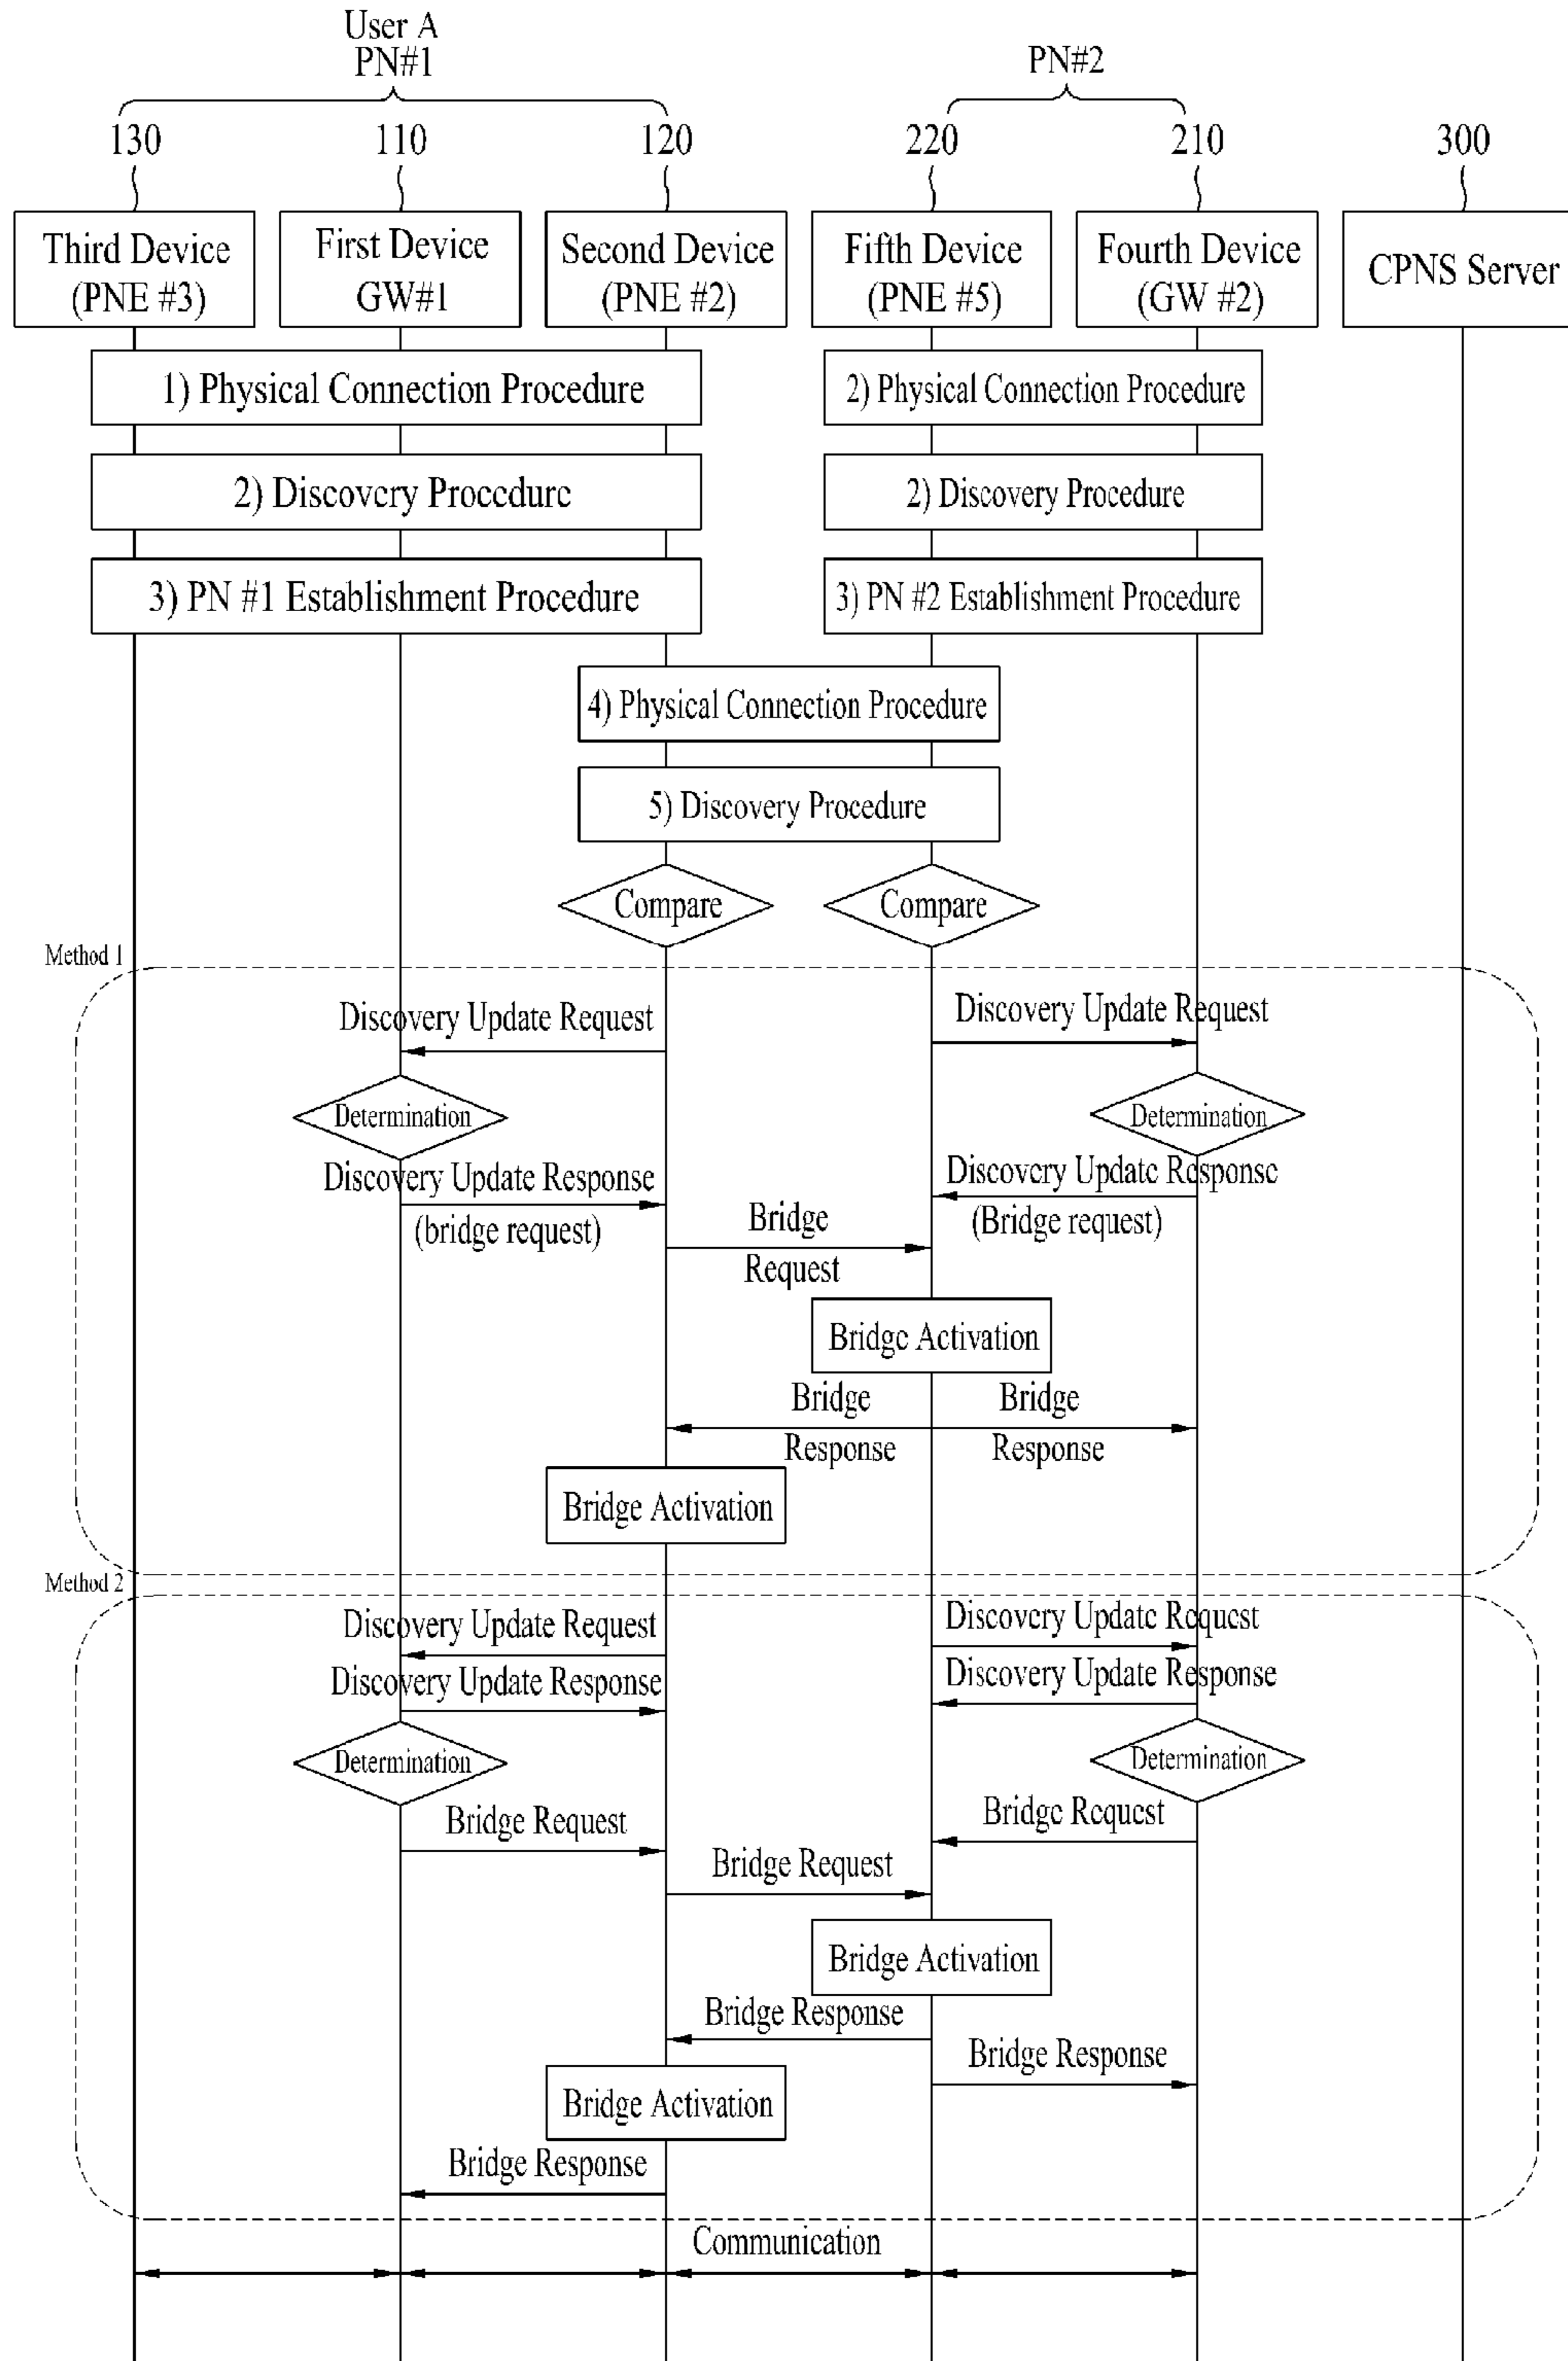 User A
PN#1
PN#2
130
110
120
220
210
300
Third Device
(PNE #3)
First Device
GW#1
Second Device
(PNE #2)
Fifth Device
(PNE #5)
Fourth Device
(GW #2)
CPNS Server
1) Physical Connection Procedure
2) Physical Connection Procedure
2) Discovery Procedure
2) Discovery Procedure
3) PN #1 Establishment Procedure
3) PN #2 Establishment Procedure
4) Physical Connection Procedure
5) Discovery Procedure
Compare
Compare
Method 1
Discovery Update Request
Discovery Update Request
Determination
Determination
Discovery Update Response
(bridge request)
Discovery Update Response
(Bridge request)
Bridge
Request
Bridge Activation
Bridge
Response
Bridge
Response
Bridge Activation
Method 2
Discovery Update Request
Discovery Update Request
Discovery Update Response
Discovery Update Response
Determination
Determination
Bridge Request
Bridge Request
Bridge Request
Bridge Activation
Bridge Response
Bridge Response
Bridge Activation
Bridge Response
Communication